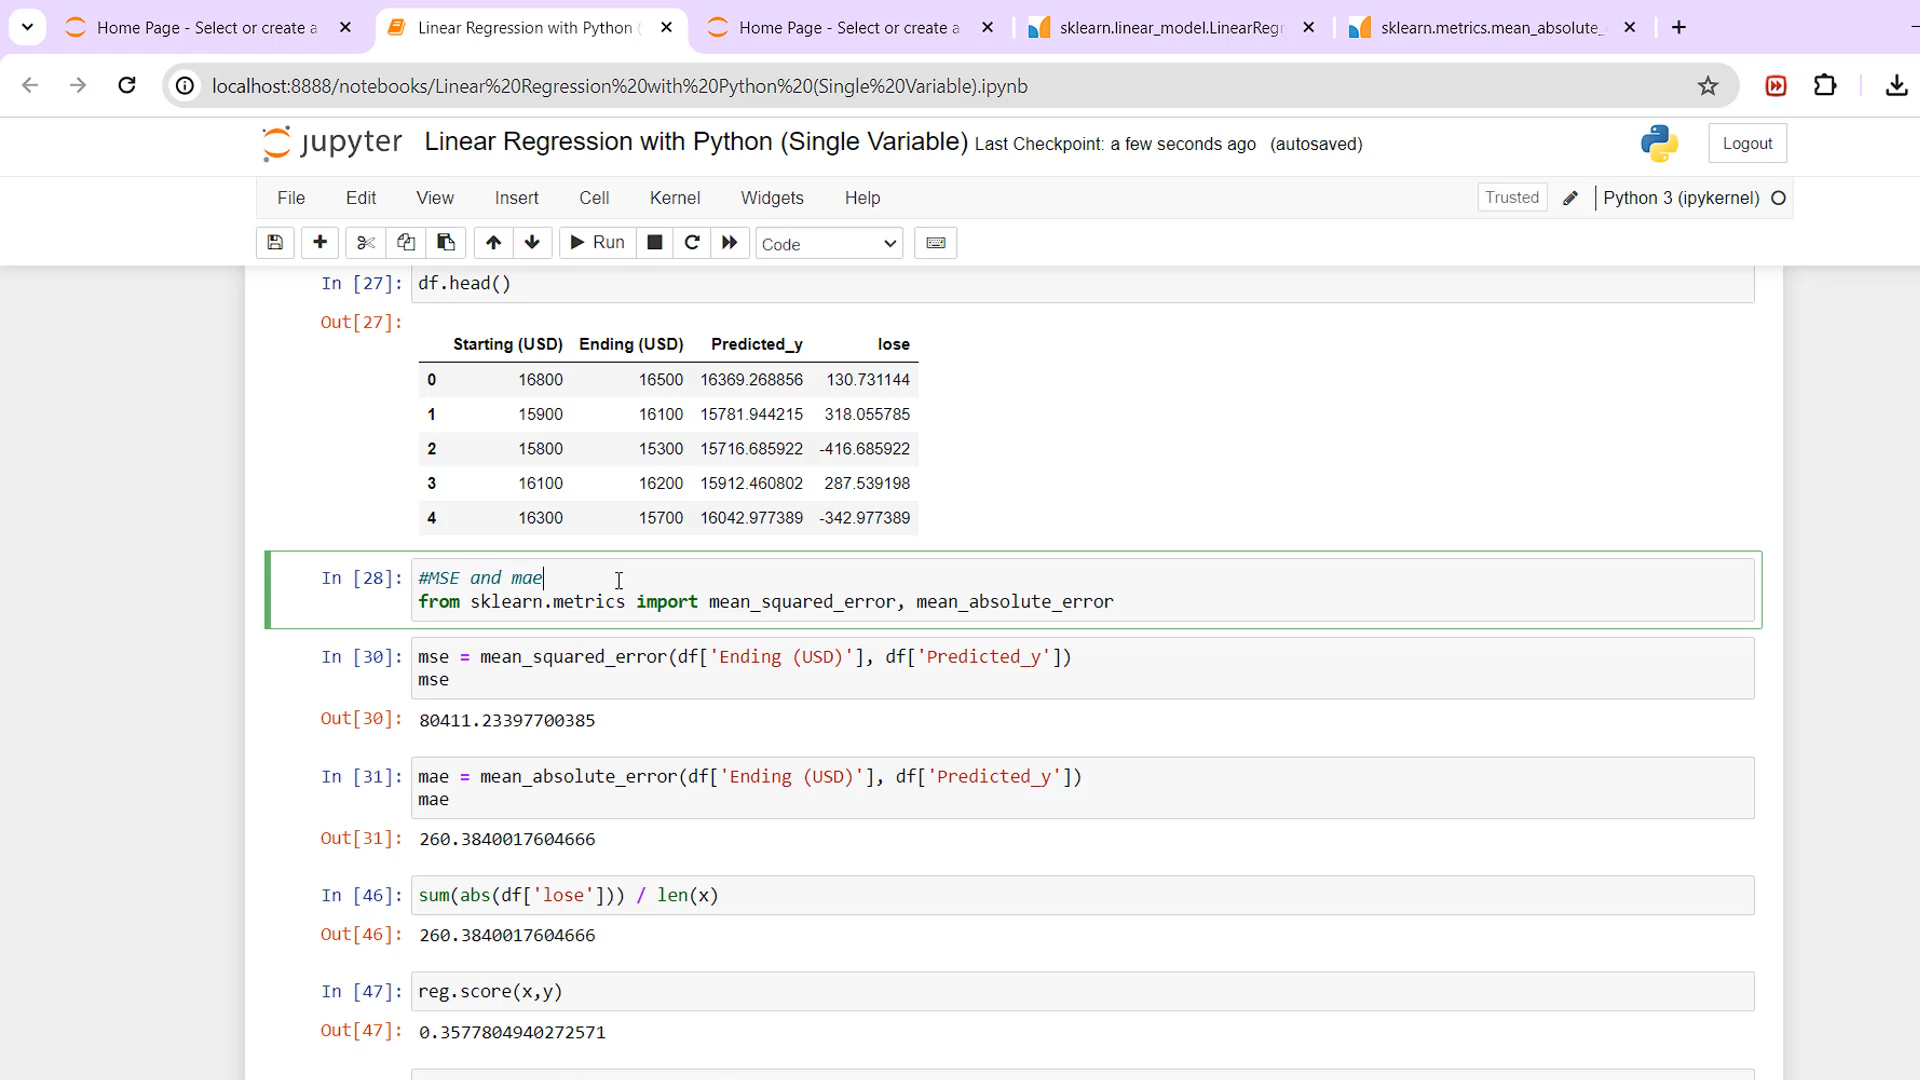 Home Page - Select or create a
Linear Regression with Python (
Home Page - Select or create a
sklearn.linear_model.LinearRegr
sklearn.metrics.mean_absolute_
localhost:8888/notebooks/Linear%20Regression%20with%20Python%20(Single%20Variable).ipynb
jupyter Linear Regression with Python (Single Variable) Last Checkpoint: a few seconds ago (autosaved)
Logout
File Edit View Insert Cell Kernel Widgets Help
Trusted Python 3 (ipykernel)
Run Code
In [27]: df.head()
Out[27]:
Starting (USD) Ending (USD) Predicted_y lose
0 16800 16500 16369.268856 130.731144
1 15900 16100 15781.944215 318.055785
2 15800 15300 15716.685922 -416.685922
3 16100 16200 15912.460802 287.539198
4 16300 15700 16042.977389 -342.977389
In [28]: #MSE and mae
from sklearn.metrics import mean_squared_error, mean_absolute_error
In [30]: mse = mean_squared_error(df['Ending (USD)'], df['Predicted_y'])
mse
Out[30]: 80411.23397700385
In [31]: mae = mean_absolute_error(df['Ending (USD)'], df['Predicted_y'])
mae
Out[31]: 260.3840017604666
In [46]: sum(abs(df['lose'])) / len(x)
Out[46]: 260.3840017604666
In [47]: reg.score(x,y)
Out[47]: 0.3577804940272571